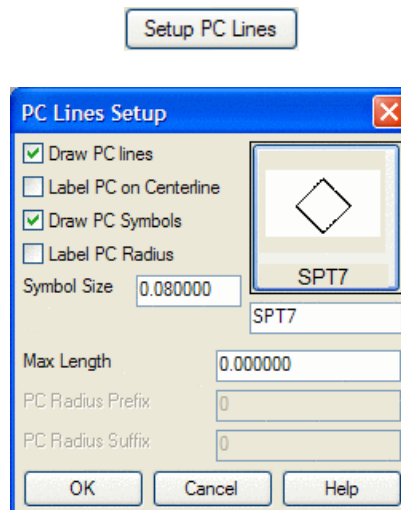 Setup PC Lines
PC Lines Setup
Draw PC lines
Label PC on Centerline
Draw PC Symbols
Label PC Radius
SPT7
Symbol Size 0.080000
SPT7
Max Length 0.000000
PC Radius Prefix 0
PC Radius Suffix 0
OK Cancel Help